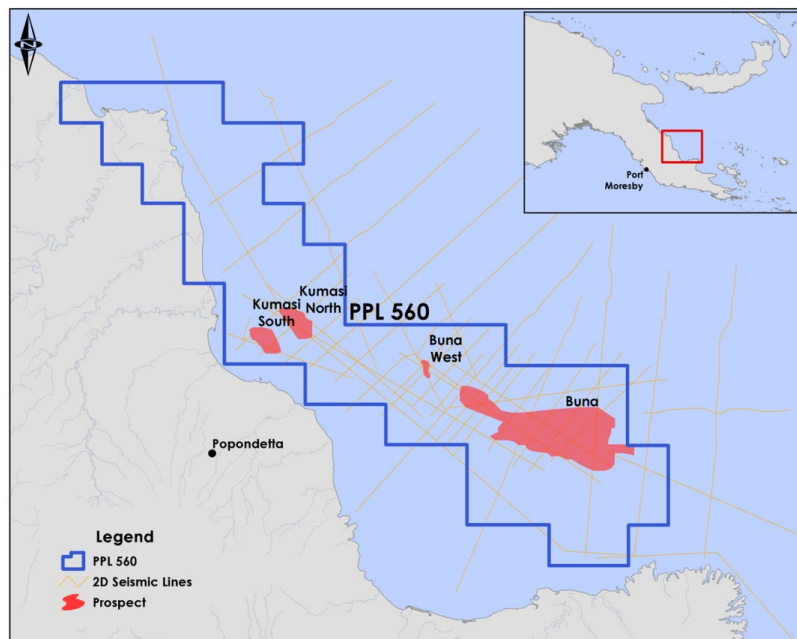 N
Port
Moresby
Kumasi
North
Kumasi
South
PPL 560
Buna
West
Buna
Popondetta
Legend
PPL 560
2D Seismic Lines
Prospect